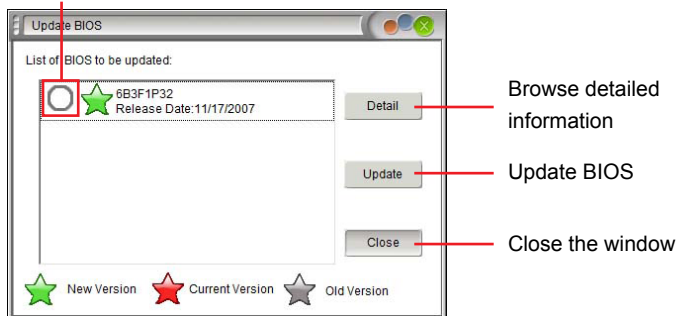 Update BIOS
List of BIOS to be updated:
6B3F1P32
Release Date:11/17/2007
Detail
Browse detailed
information
Update
Update BIOS
Close
Close the window
New Version
Current Version
Old Version